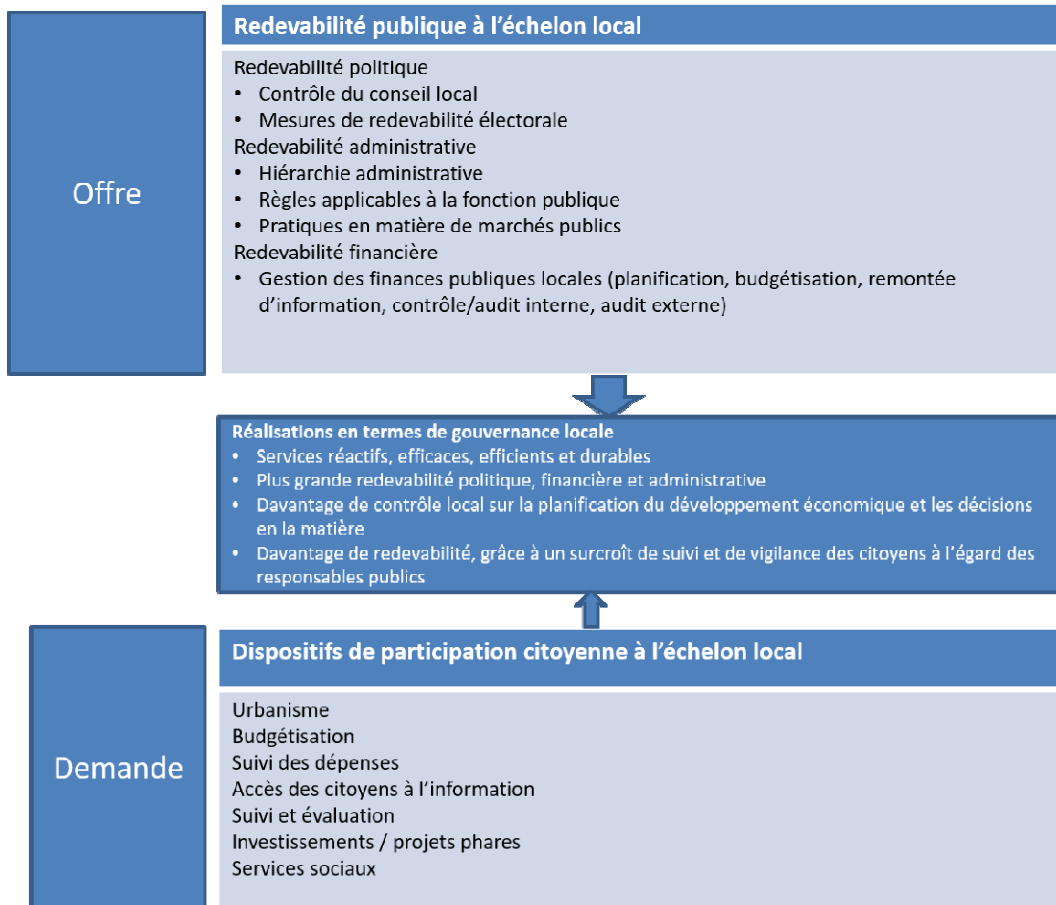 Offre
Redevabilité publique à l’échelon local
Redevabilité politique
• Contrôle du conseil local
• Mesures de redevabilité électorale
Redevabilité administrative
• Hiérarchie administrative
• Règles applicables à la fonction publique
• Pratiques en matière de marchés publics
Redevabilité financière
• Gestion des finances publiques locales (planification, budgétisation, remontée
d’information, contrôle/audit interne, audit externe)
Réalisations en termes de gouvernance locale
• Services réactifs, efficaces, efficients et durables
• Plus grande redevabilité politique, financière et administrative
• Davantage de contrôle local sur la planification du développement économique et les décisions
en la matière
• Davantage de redevabilité, grâce à un surcroît de suivi et de vigilance des citoyens à l’égard des
responsables publics
Demande
Dispositifs de participation citoyenne à l’échelon local
Urbanisme
Budgétisation
Suivi des dépenses
Accès des citoyens à l’information
Suivi et évaluation
Investissements / projets phares
Services sociaux